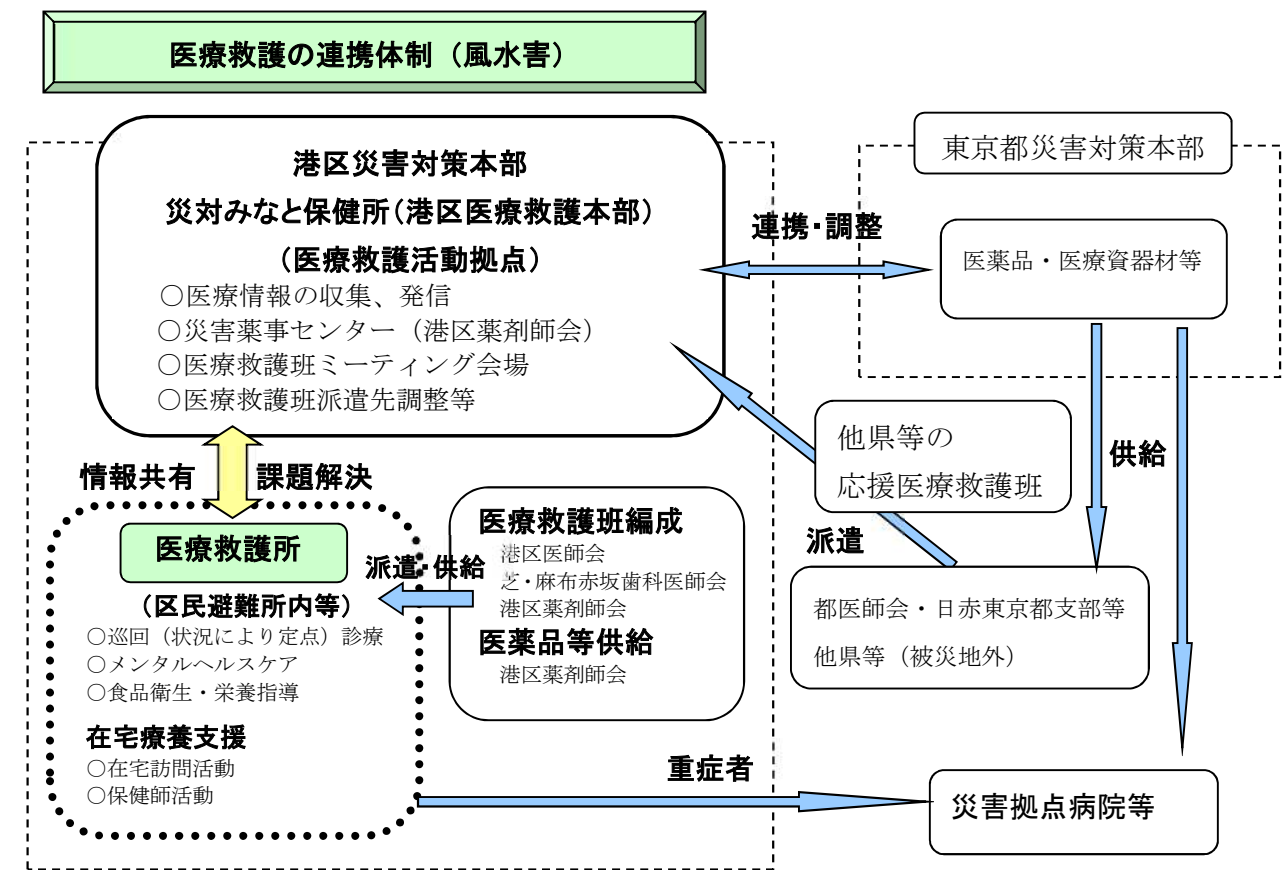 医療救護の連携体制（風水害）
港区災害対策本部
災対みなと保健所（港区医療救護本部）
（医療救護活動拠点）
○医療情報の収集、発信
○災害薬事センター（港区薬剤師会）
○医療救護班ミーティング会場
○医療救護班派遣先調整等
東京都災害対策本部
連携・調整
医薬品・医療資器材等
他県等の
応援医療救護班
供給
派遣
都医師会・日赤東京都支部等
他県等（被災地外）
情報共有
課題解決
医療救護所
（区民避難所内等）
○巡回（状況により定点）診療
○メンタルヘルスケア
○食品衛生・栄養指導
在宅療養支援
○在宅訪問活動
○保健師活動
派遣・供給
医療救護班編成
港区医師会
芝・麻布赤坂歯科医師会
港区薬剤師会
医薬品等供給
港区薬剤師会
重症者
災害拠点病院等